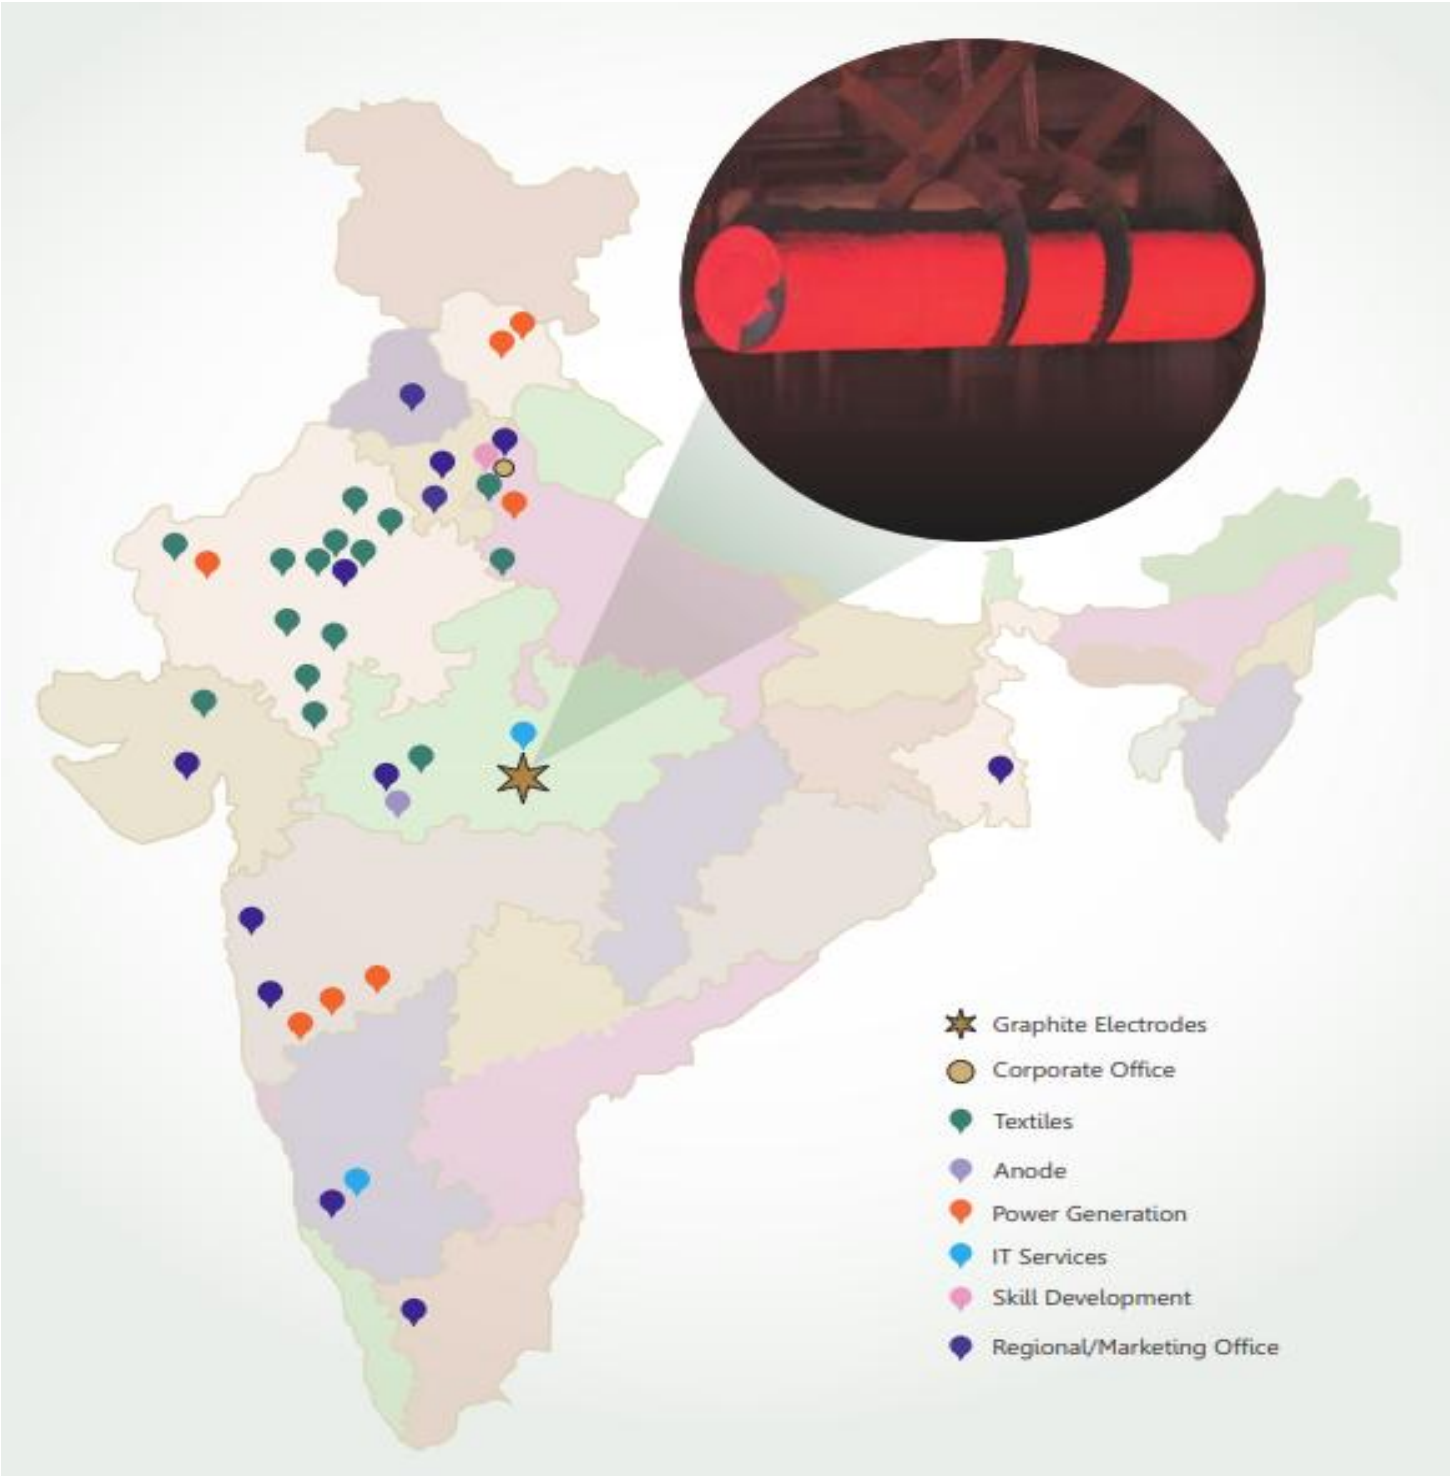 Graphite Electrodes
Corporate Office
Textiles
Anode
Power Generation
IT Services
Skill Development
Regional/Marketing Office